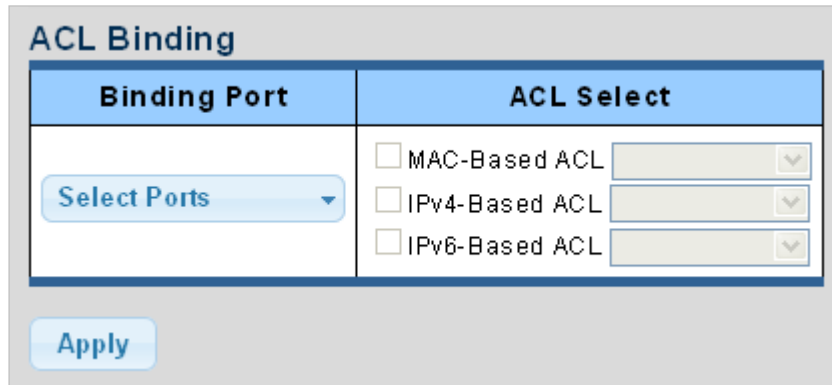 ACL Binding
Binding Port
ACL Select
Select Ports
MAC-Based ACL
IPv4-Based ACL
IPv6-Based ACL
Apply